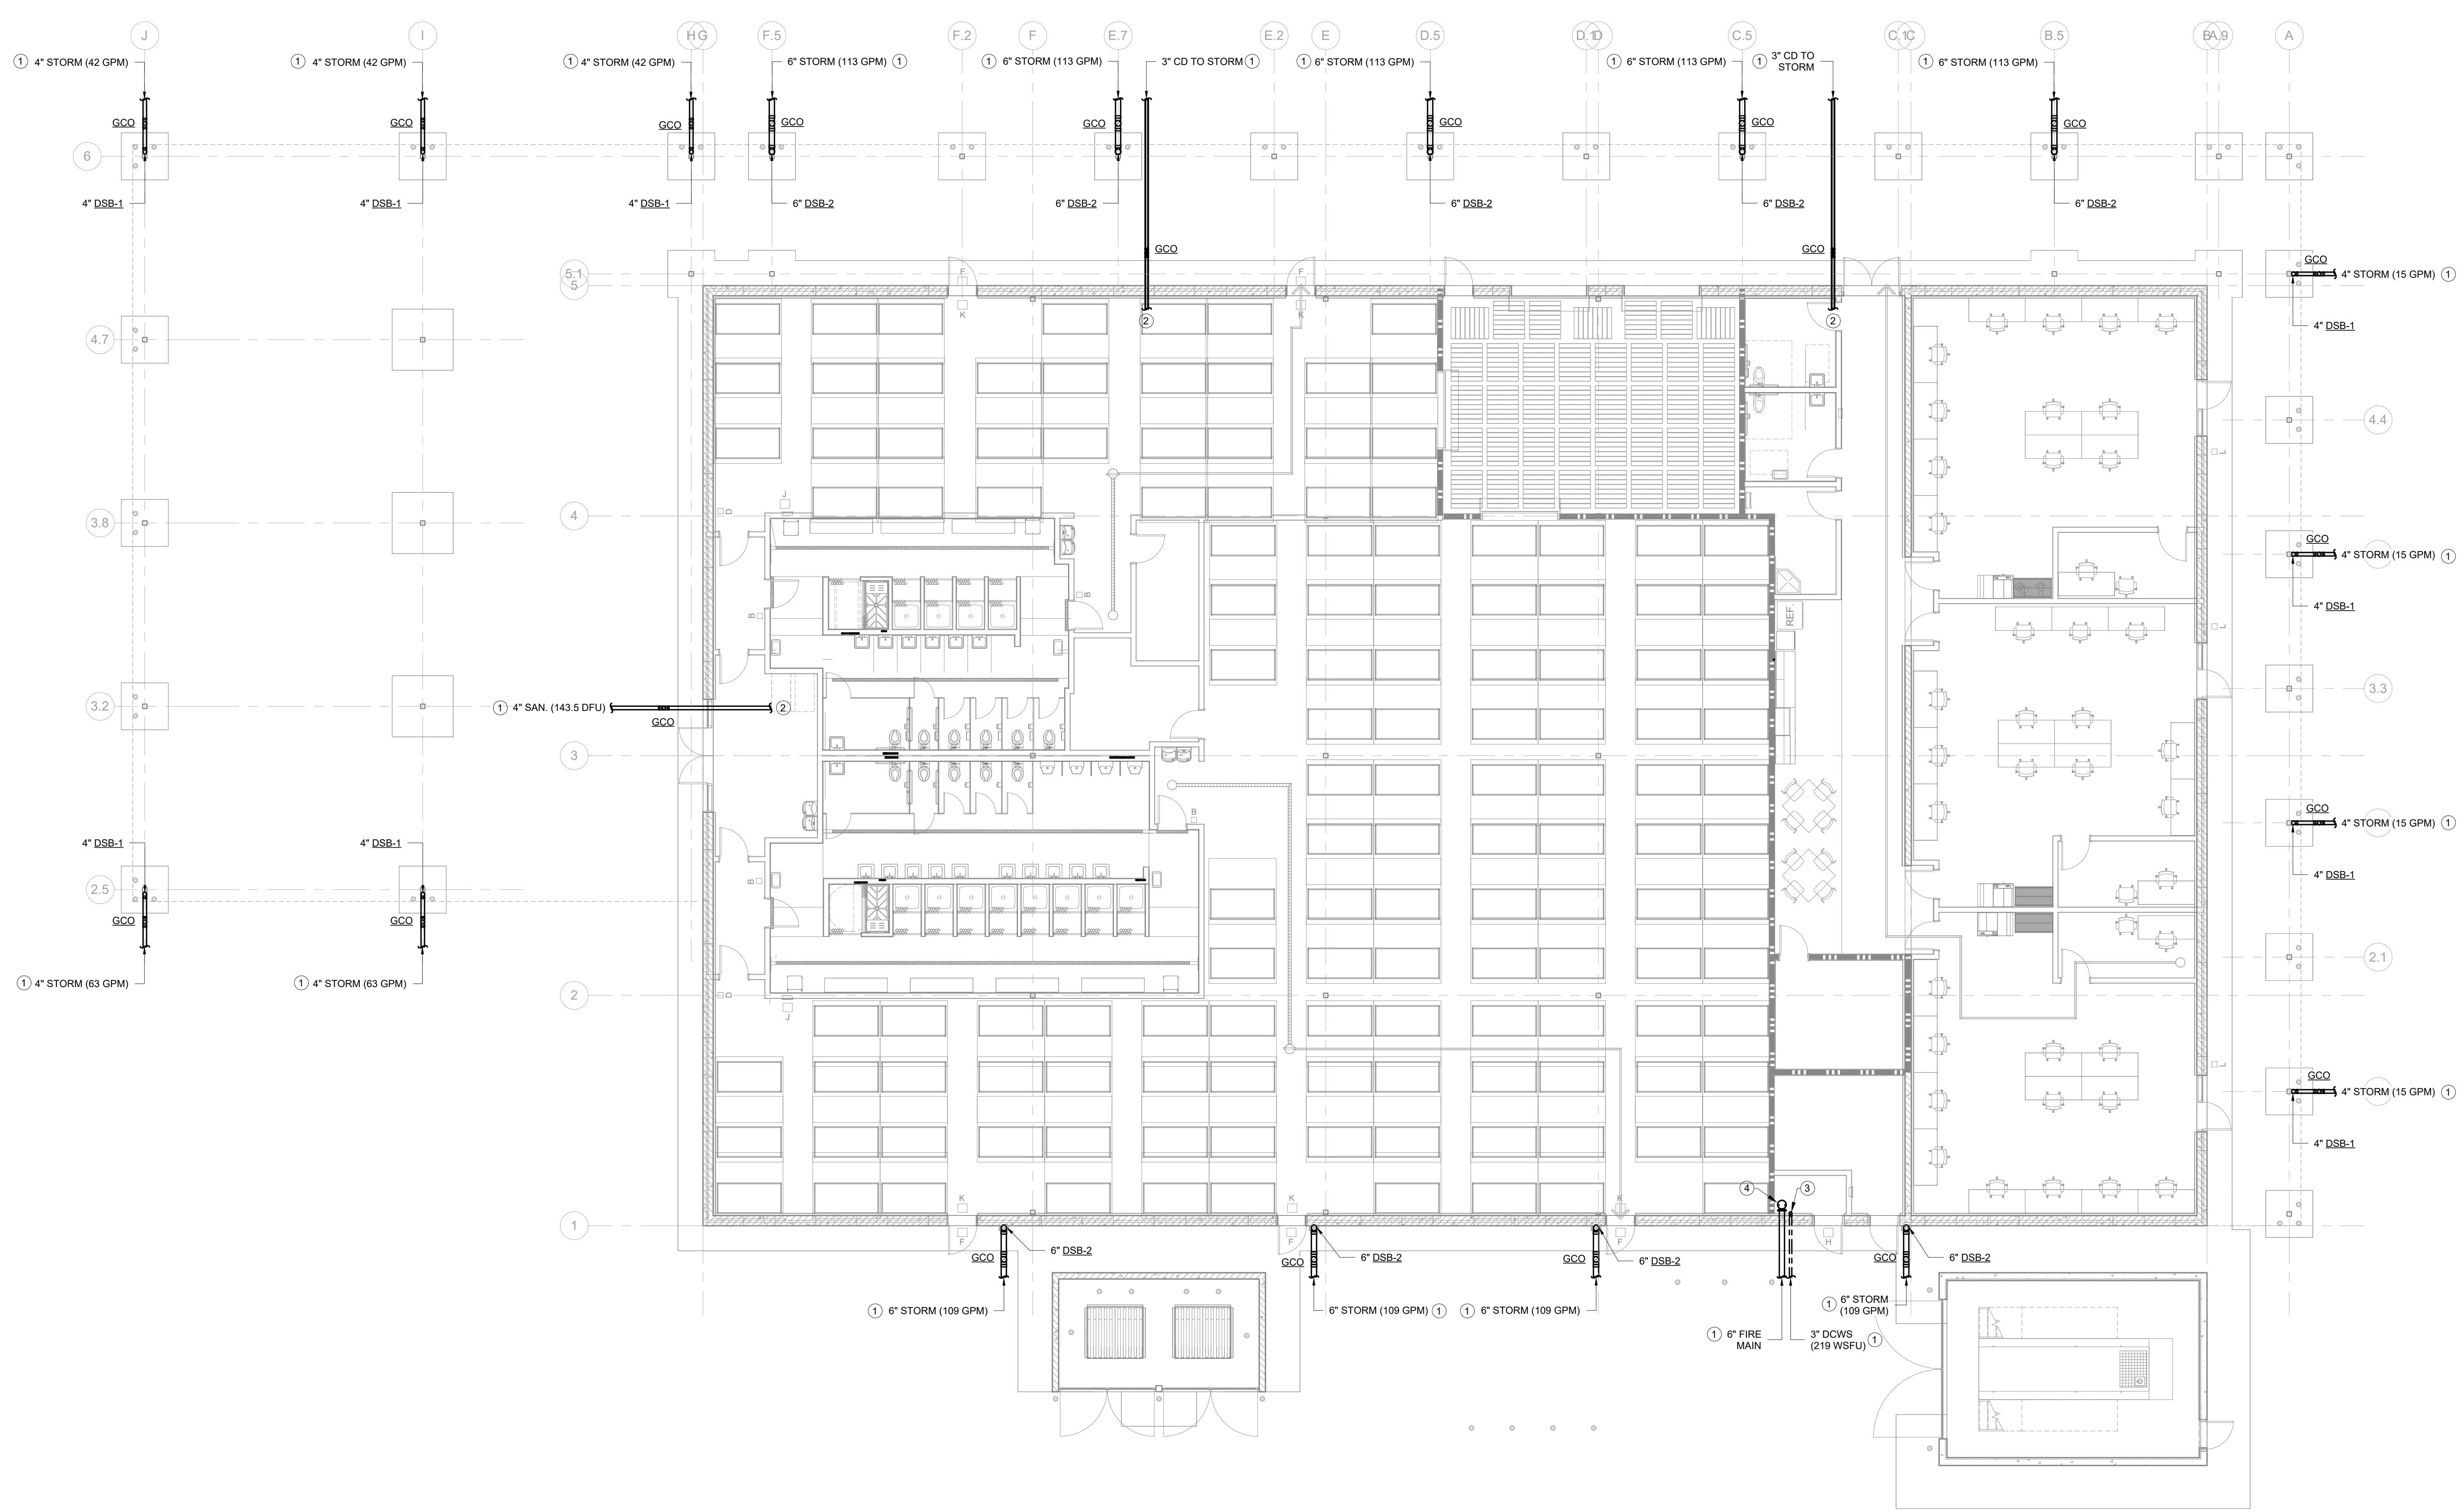 J
I
H
G
F.5
F.2
F
E.7
E.2
E
D.5
D.1
D
C.5
C.1
C
B.5
B
A.9
A
1 4" STORM (42 GPM)
1 4" STORM (42 GPM)
1 4" STORM (42 GPM)
6" STORM (113 GPM) 1
1 6" STORM (113 GPM)
3" CD TO STORM 1
1 6" STORM (113 GPM)
1 6" STORM (113 GPM)
1 3" CD TO
STORM
1 6" STORM (113 GPM)
GCO
GCO
GCO
GCO
GCO
GCO
GCO
GCO
6
4" DSB-1
4" DSB-1
4" DSB-1
6" DSB-2
6" DSB-2
6" DSB-2
6" DSB-2
6" DSB-2
GCO
GCO
GCO
5.1
5
F
F
4" STORM (15 GPM) 1
K
K
2
2
4" DSB-1
4.7
4.4
L
J
4
3.8
D
GCO
4" STORM (15 GPM) 1
B
B
REF.
4" DSB-1
L
3.3
3.2
1 4" SAN. (143.5 DFU)
2
GCO
3
GCO
4" STORM (15 GPM) 1
B
4" DSB-1
4" DSB-1
4" DSB-1
B
2.5
GCO
GCO
2.1
1 4" STORM (63 GPM)
1 4" STORM (63 GPM)
2
D
J
L
GCO
4" STORM (15 GPM) 1
4" DSB-1
4
3
K
K
K
1
F
F
F
H
GCO
6" DSB-2
GCO
6" DSB-2
GCO
6" DSB-2
GCO
6" DSB-2
1 6" STORM (109 GPM)
6" STORM (109 GPM) 1
1 6" STORM (109 GPM)
1 6" STORM
(109 GPM)
1 6" FIRE
MAIN
3" DCWS
(219 WSFU) 1